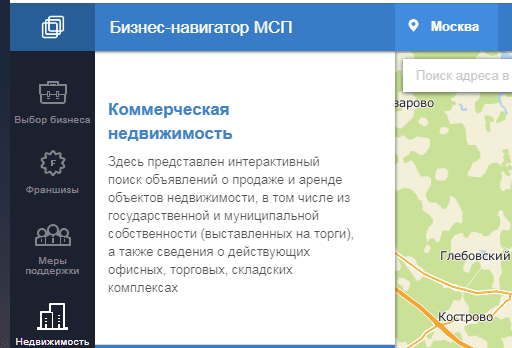 Бизнес-навигатор МСП
Москва
Поиск адреса в
Выбор бизнеса
Франшизы
Меры
поддержки
Недвижимость
Коммерческая
недвижимость
Здесь представлен интерактивный
поиск объявлений о продаже и аренде
объектов недвижимости, в том числе из
государственной и муниципальной
собственности (выставленных на торги),
а также сведения о действующих
офисных, торговых, складских
комплексах
варово
Глебовский
Кострово